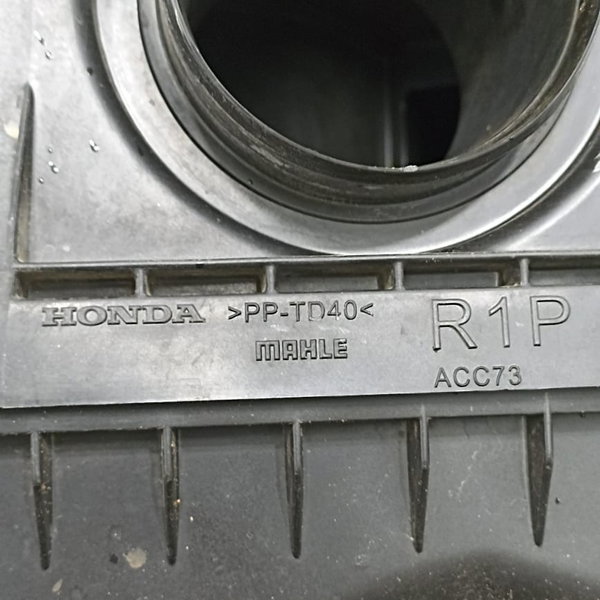 HONDA >PP-TD40< R1P
MAHLE
ACC73